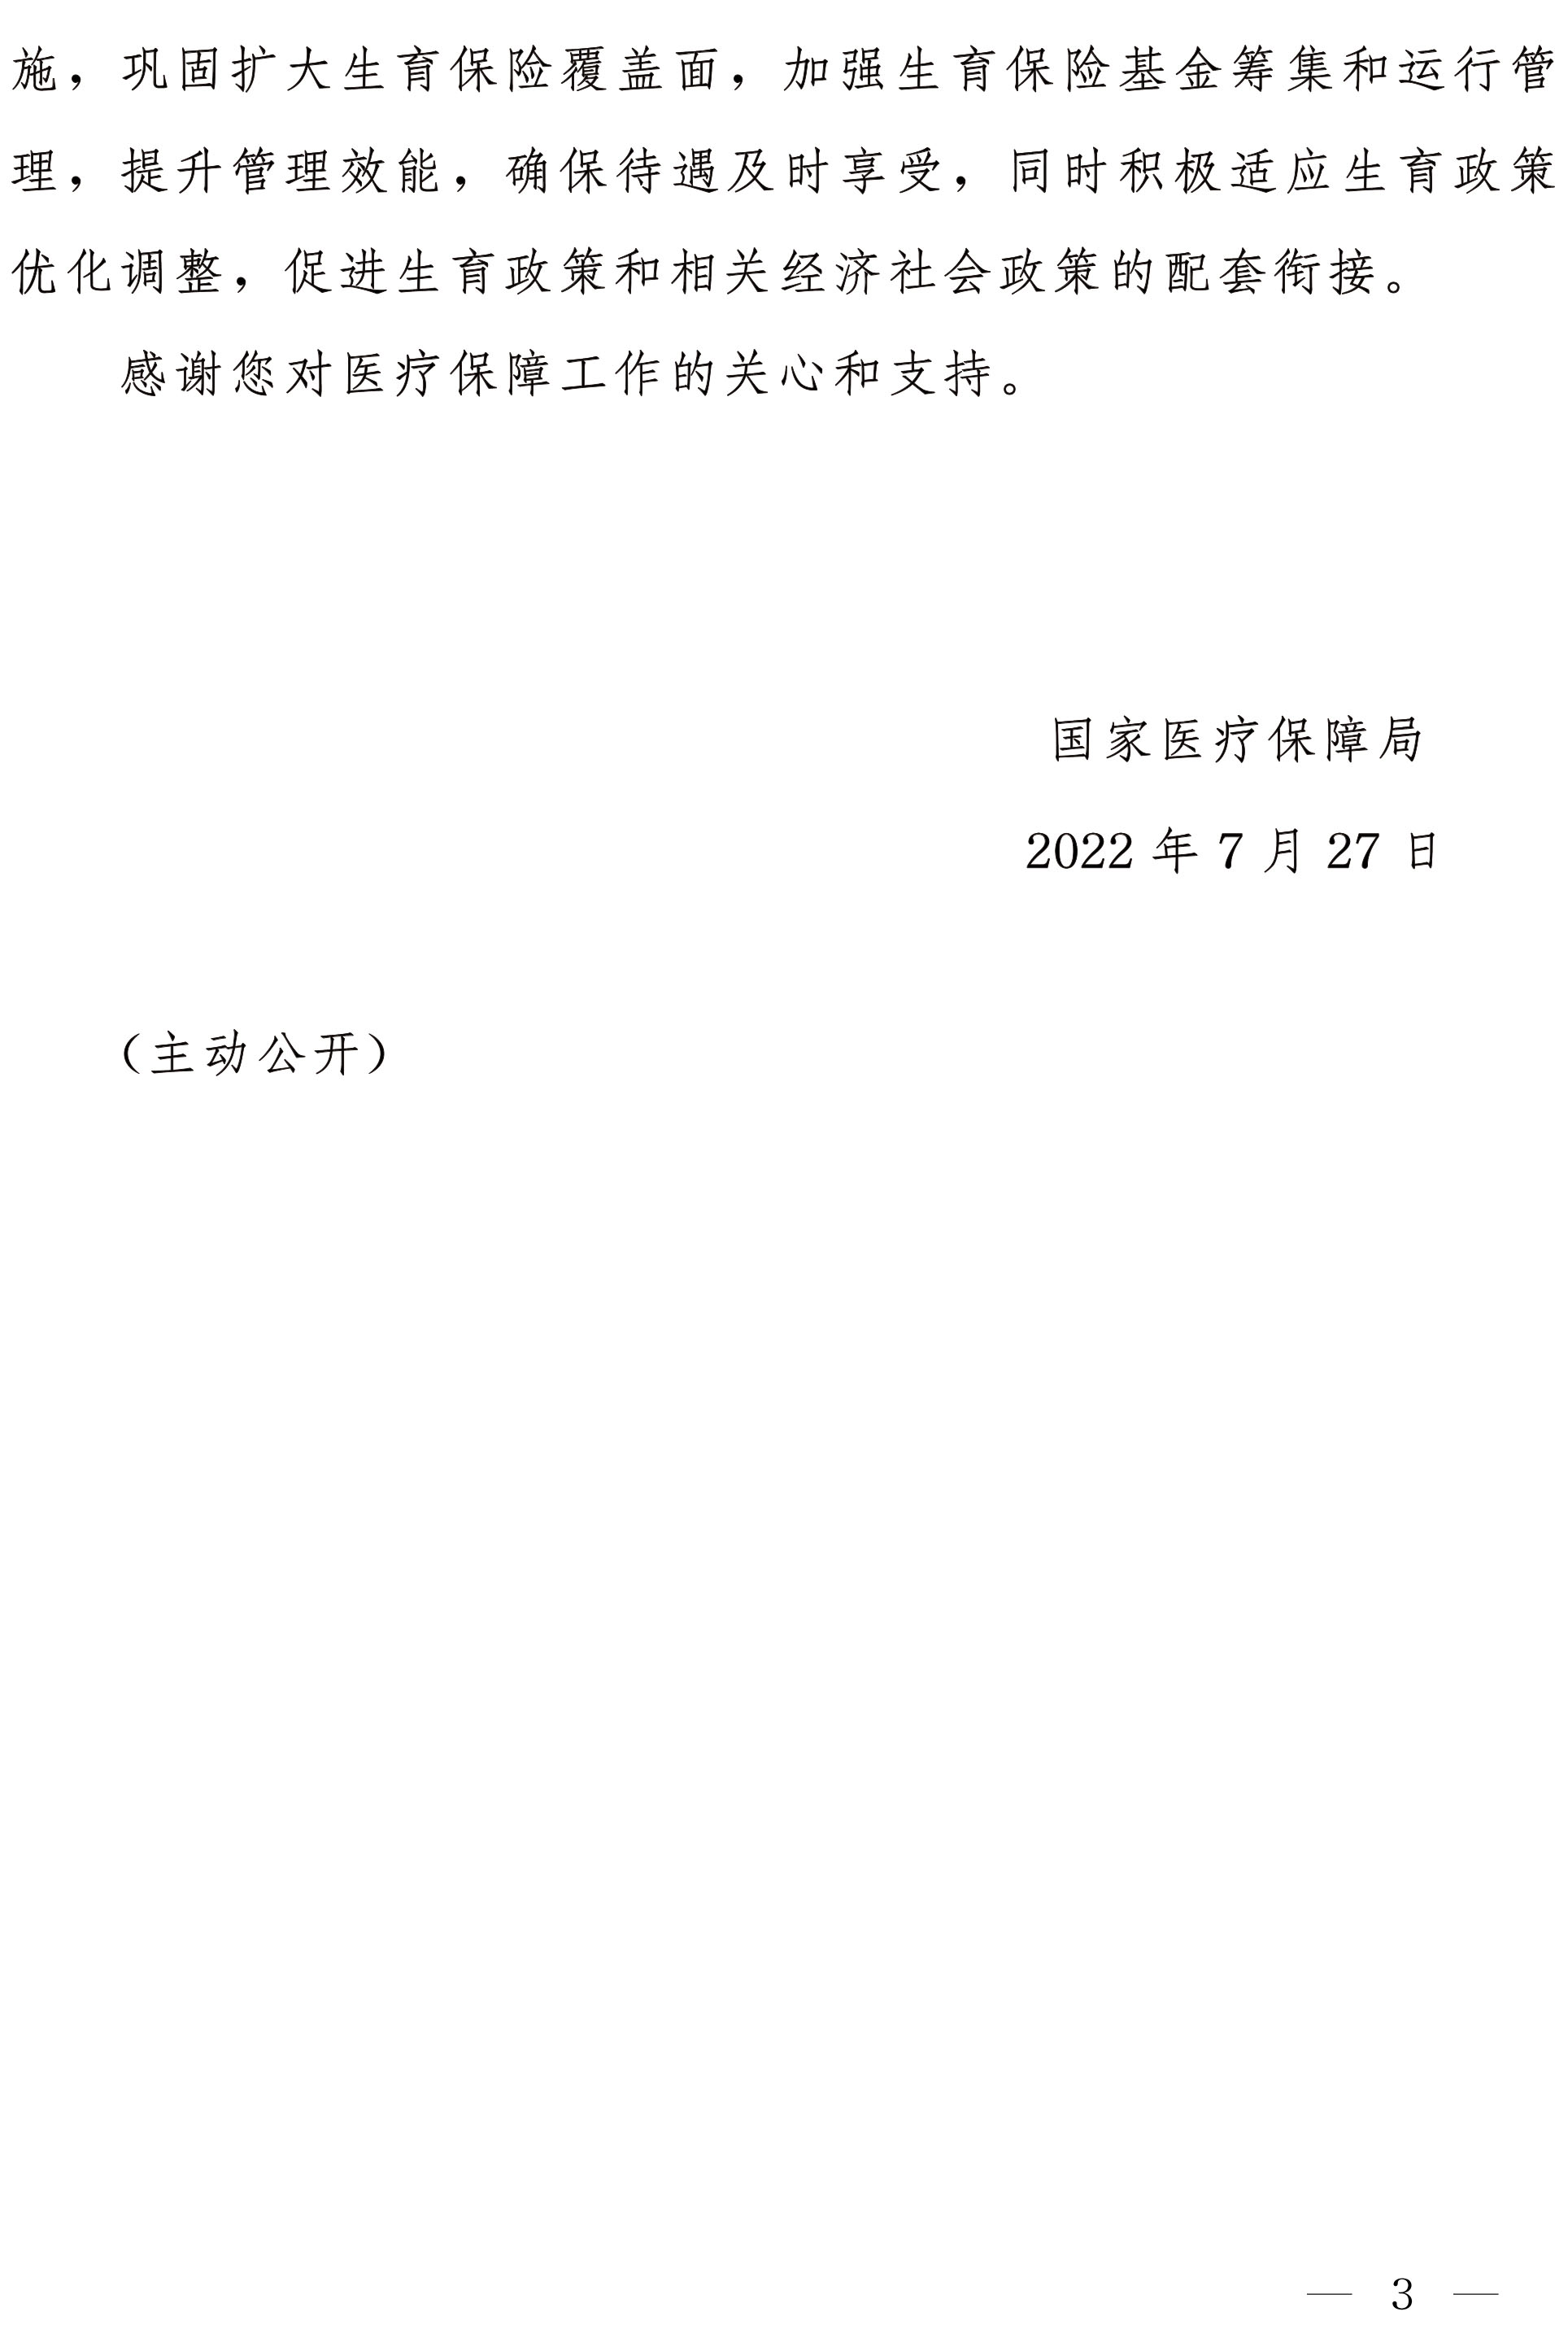 施，巩固扩大生育保险覆盖面，加强生育保险基金筹集和运行管
理，提升管理效能，确保待遇及时享受，同时积极适应生育政策
优化调整，促进生育政策和相关经济社会政策的配套衔接。
感谢您对医疗保障工作的关心和支持。
国家医疗保障局
2022 年 7 月 27 日
（主动公开）
— 3 —